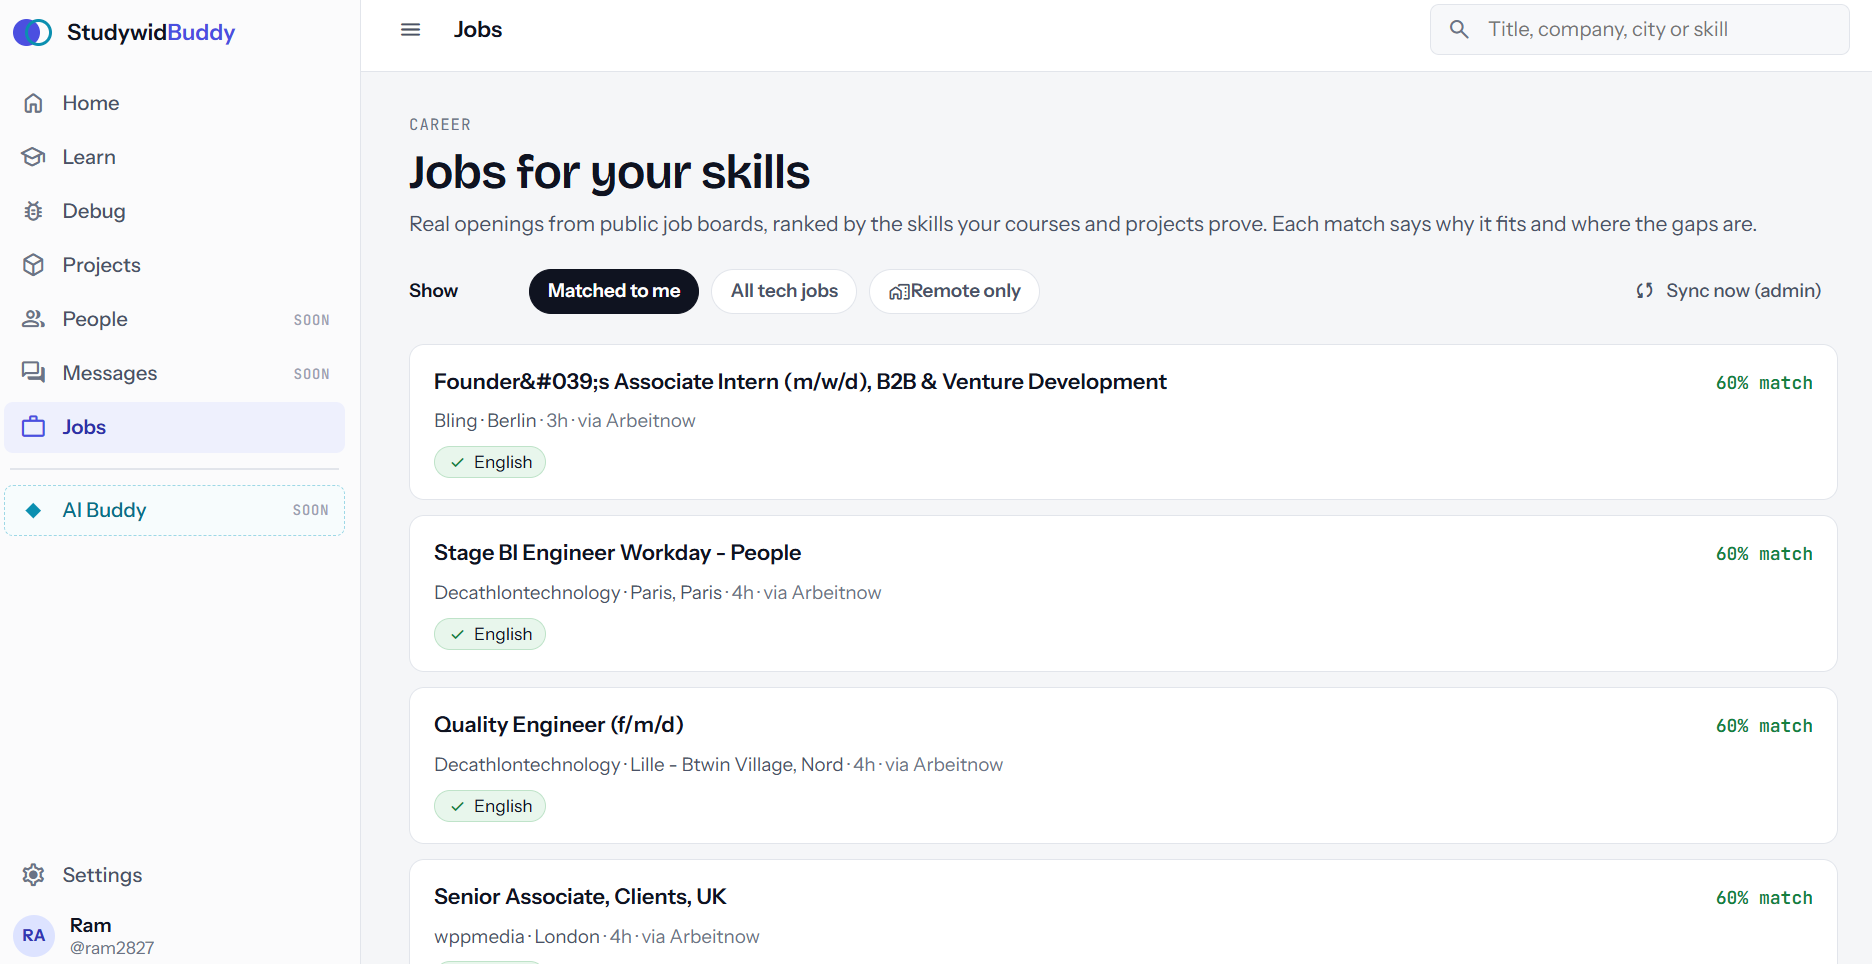 StudywidBuddy
Home
Learn
Debug
Projects
People SOON
Messages SOON
Jobs
AI Buddy SOON
Settings
RA
Ram
@ram2827
Jobs
Title, company, city or skill
CAREER
Jobs for your skills
Real openings from public job boards, ranked by the skills your courses and projects prove. Each match says why it fits and where the gaps are.
Show Matched to me All tech jobs Remote only Sync now (admin)
Founder&#039;s Associate Intern (m/w/d), B2B & Venture Development 60% match
Bling · Berlin · 3h · via Arbeitnow
English
Stage BI Engineer Workday - People 60% match
Decathlontechnology · Paris, Paris · 4h · via Arbeitnow
English
Quality Engineer (f/m/d) 60% match
Decathlontechnology · Lille - Btwin Village, Nord · 4h · via Arbeitnow
English
Senior Associate, Clients, UK 60% match
wppmedia · London · 4h · via Arbeitnow